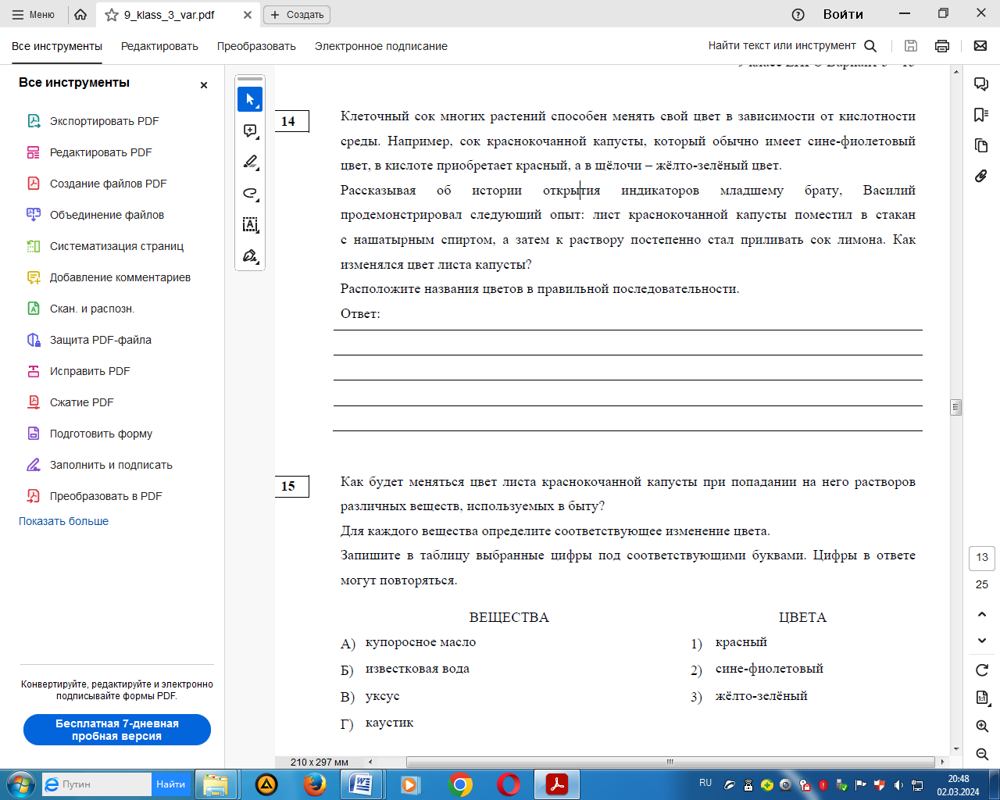 Меню
9_klass_3_var.pdf
Создать
Войти
Все инструменты
Редактировать
Преобразовать
Электронное подписание
Найти текст или инструмент
Все инструменты
Экспортировать PDF
Редактировать PDF
Создание файлов PDF
Объединение файлов
Систематизация страниц
Добавление комментариев
Скан. и распозн.
Защита PDF-файла
Исправить PDF
Сжатие PDF
Подготовить форму
Заполнить и подписать
Преобразовать в PDF
Показать больше
Конвертируйте, редактируйте и электронно
подписывайте формы PDF.
Бесплатная 7-дневная
пробная версия
14
Клеточный сок многих растений способен менять свой цвет в зависимости от кислотности
среды. Например, сок краснокочанной капусты, который обычно имеет сине-фиолетовый
цвет, в кислоте приобретает красный, а в щёлочи – жёлто-зелёный цвет.
Рассказывая об истории открытия индикаторов младшему брату, Василий
продемонстрировал следующий опыт: лист краснокочанной капусты поместил в стакан
с нашатырным спиртом, а затем к раствору постепенно стал приливать сок лимона. Как
изменялся цвет листа капусты?
Расположите названия цветов в правильной последовательности.
Ответ:
15
Как будет меняться цвет листа краснокочанной капусты при попадании на него растворов
различных веществ, используемых в быту?
Для каждого вещества определите соответствующее изменение цвета.
Запишите в таблицу выбранные цифры под соответствующими буквами. Цифры в ответе
могут повторяться.
ВЕЩЕСТВА ЦВЕТА
А) купоросное масло 1) красный
Б) известковая вода 2) сине-фиолетовый
В) уксус 3) жёлто-зелёный
Г) каустик
210 x 297 мм
13
25
1:1
Путин
Найти
RU
20:48
02.03.2024